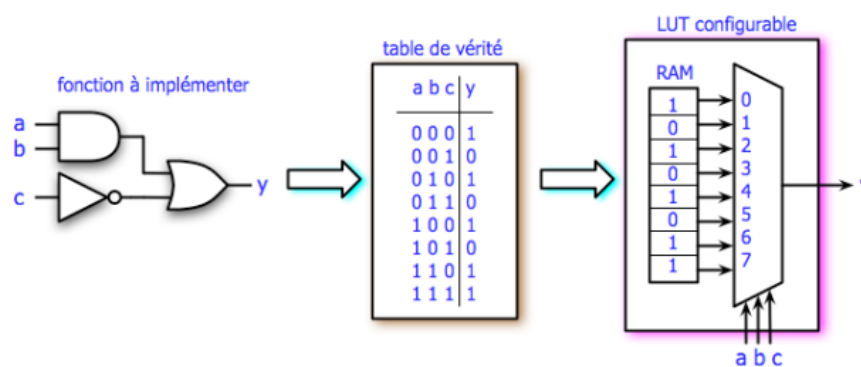 fonction à implémenter
a
b
c
y
table de vérité
a b c y
0 0 0 1
0 0 1 0
0 1 0 1
0 1 1 0
1 0 0 1
1 0 1 0
1 1 0 1
1 1 1 1
LUT configurable
RAM
1 0
0 1
1 2
0 3
1 4
0 5
1 6
1 7
a b c